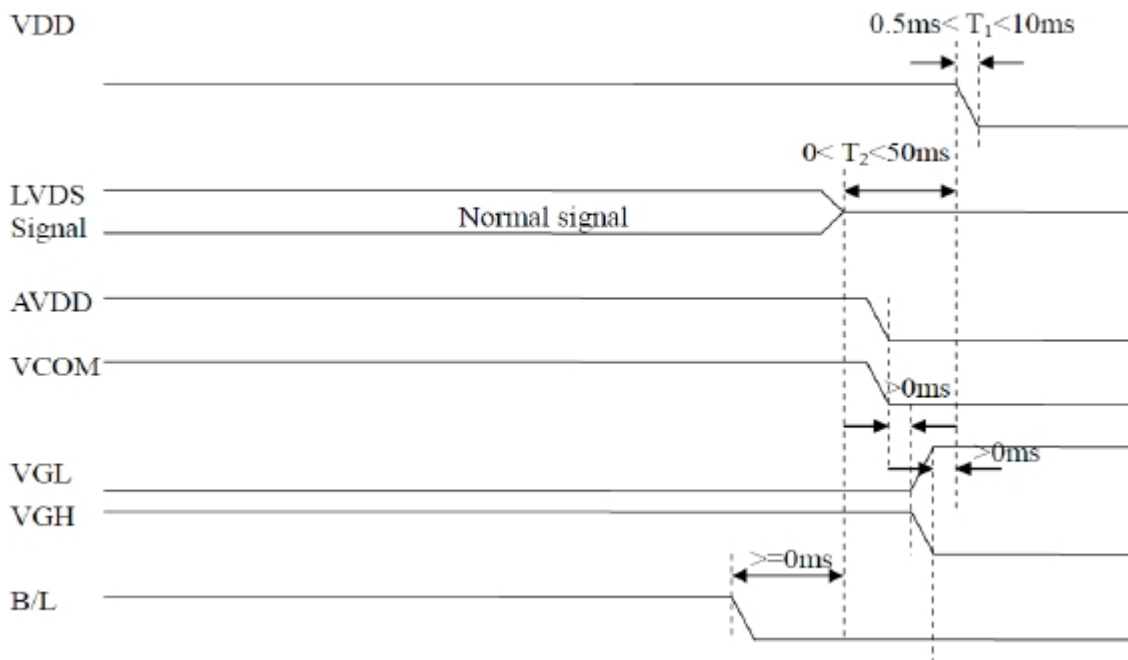 VDD
0.5ms< T₁<10ms
0< T₂<50ms
LVDS
Signal
Normal signal
AVDD
VCOM
>0ms
VGL
>0ms
VGH
>=0ms
B/L